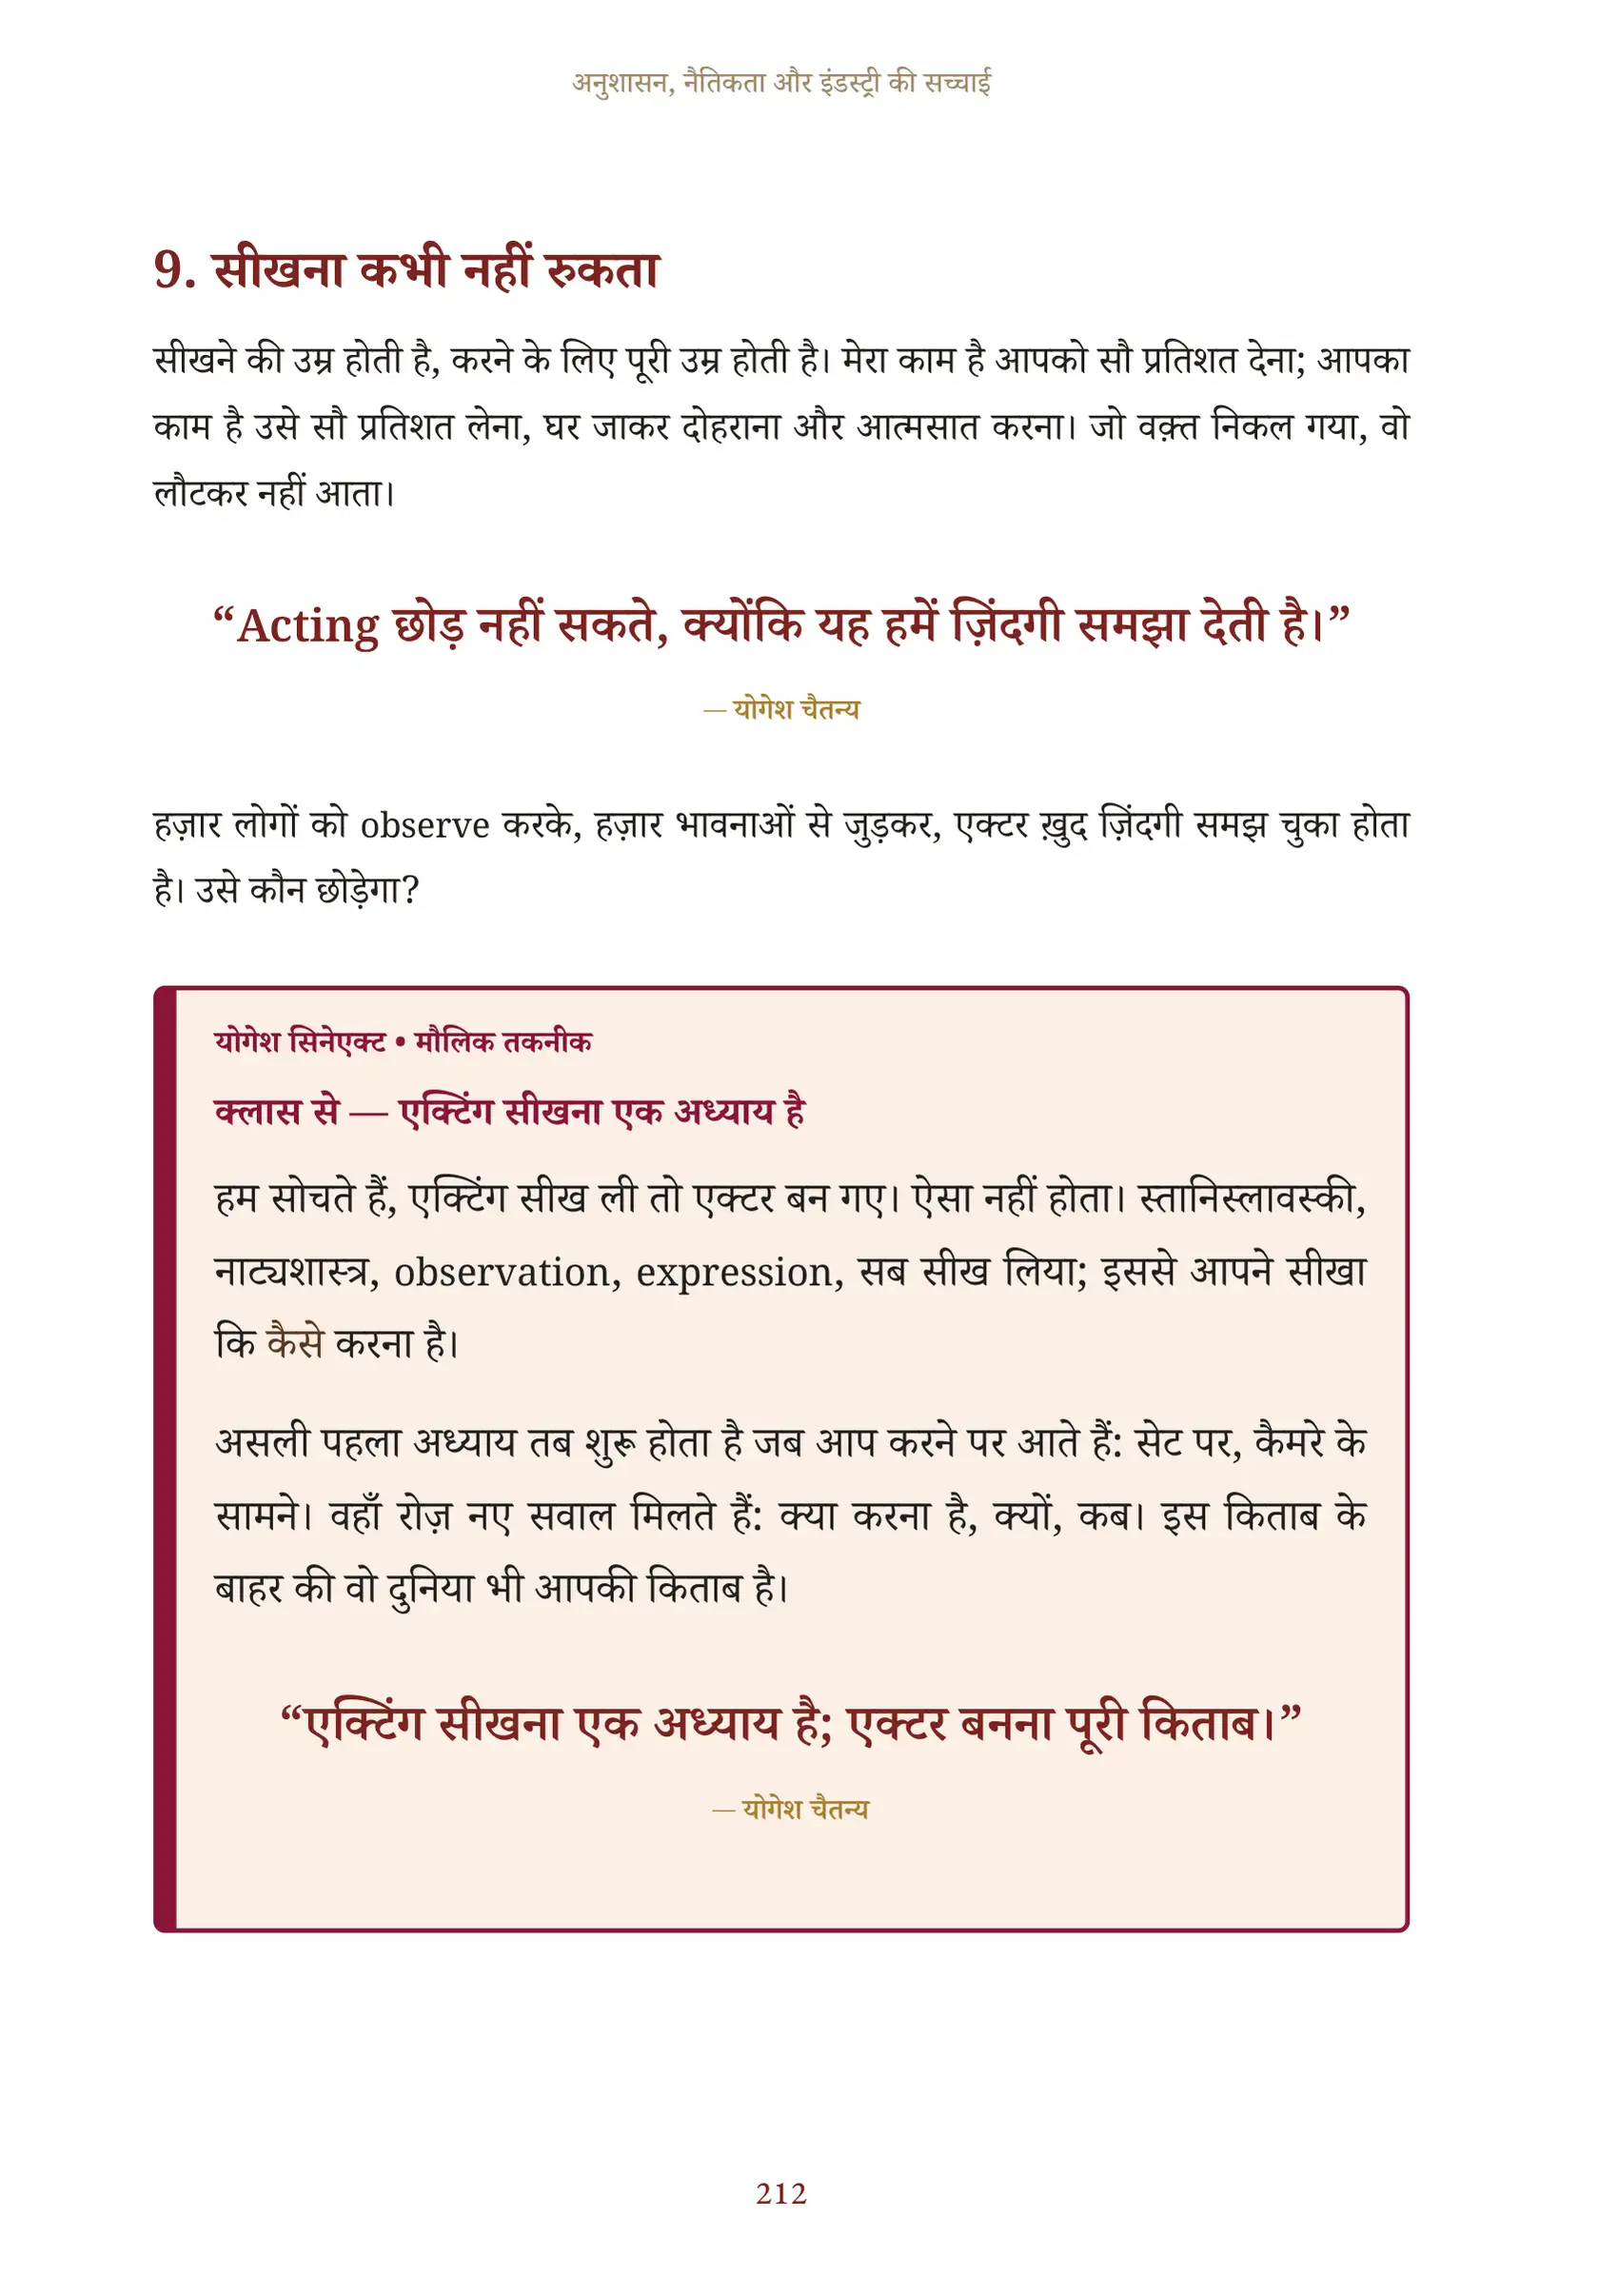 अनुशासन, नैतिकता और इंडस्ट्री की सच्चाई
9. सीखना कभी नहीं रुकता
सीखने की उम्र होती है, करने के लिए पूरी उम्र होती है। मेरा काम है आपको सौ प्रतिशत देना; आपका
काम है उसे सौ प्रतिशत लेना, घर जाकर दोहराना और आत्मसात करना। जो वक़्त निकल गया, वो
लौटकर नहीं आता।
“Acting छोड़ नहीं सकते, क्योंकि यह हमें ज़िंदगी समझा देती है।”
— योगेश चैतन्य
हज़ार लोगों को observe करके, हज़ार भावनाओं से जुड़कर, एक्टर ख़ुद ज़िंदगी समझ चुका होता
है। उसे कौन छोड़ेगा?
योगेश सिनेएक्ट • मौलिक तकनीक
क्लास से — एक्टिंग सीखना एक अध्याय है
हम सोचते हैं, एक्टिंग सीख ली तो एक्टर बन गए। ऐसा नहीं होता। स्तानिस्लावस्की,
नाट्यशास्त्र, observation, expression, सब सीख लिया; इससे आपने सीखा
कि कैसे करना है।
असली पहला अध्याय तब शुरू होता है जब आप करने पर आते हैं: सेट पर, कैमरे के
सामने। वहाँ रोज़ नए सवाल मिलते हैं: क्या करना है, क्यों, कब। इस किताब के
बाहर की वो दुनिया भी आपकी किताब है।
“एक्टिंग सीखना एक अध्याय है; एक्टर बनना पूरी किताब।”
— योगेश चैतन्य
212